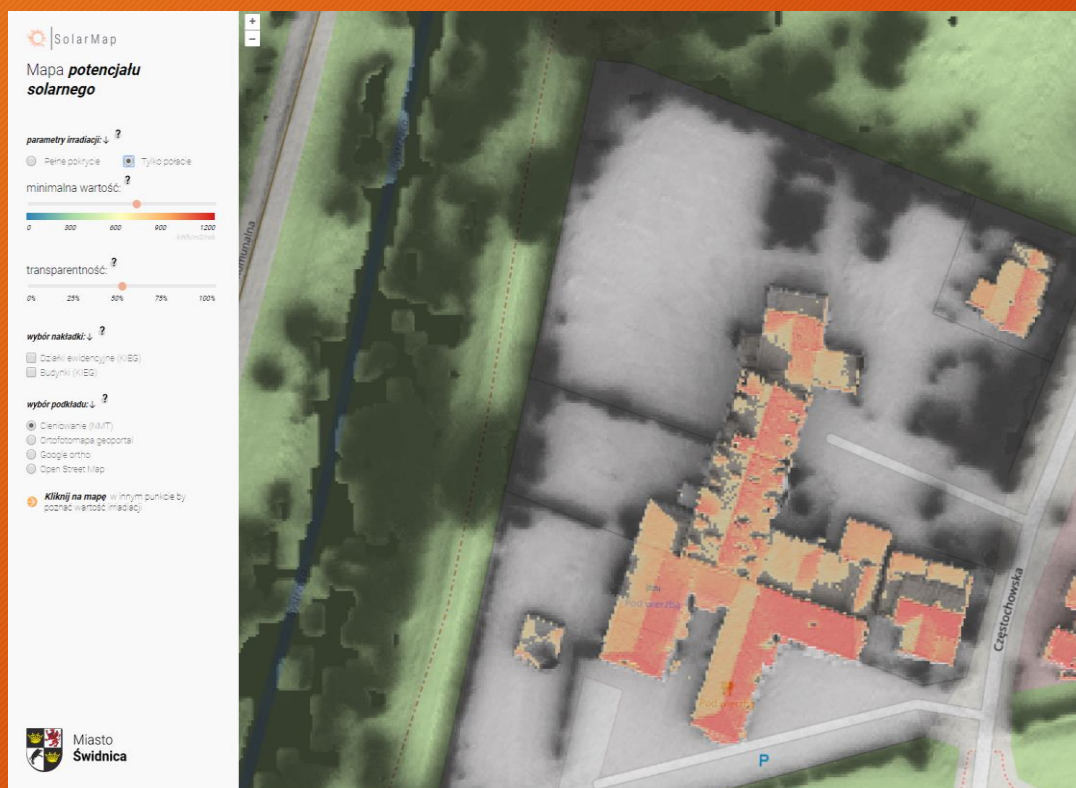 SolarMap
Mapa potencjału
solarnego
parametry irradiacji:↓ ?
Pełne pokrycie Tylko połacie
minimalna wartość: ?
0 300 600 900 1200
transparentność: ?
0% 25% 50% 75% 100%
wybór nakładki:↓ ?
Działki ewidencyjne (KIEG)
Budynki (KIEG)
wybór podkładu:↓ ?
Cieniowanie (NMT)
Ortofotomapa geoportal
Google ortho
Open Street Map
Kliknij na mapę w innym punkcie by
poznać wartość irradiacji
Miasto
Świdnica
+
−
Pod wierzbą
Częstochowska
P